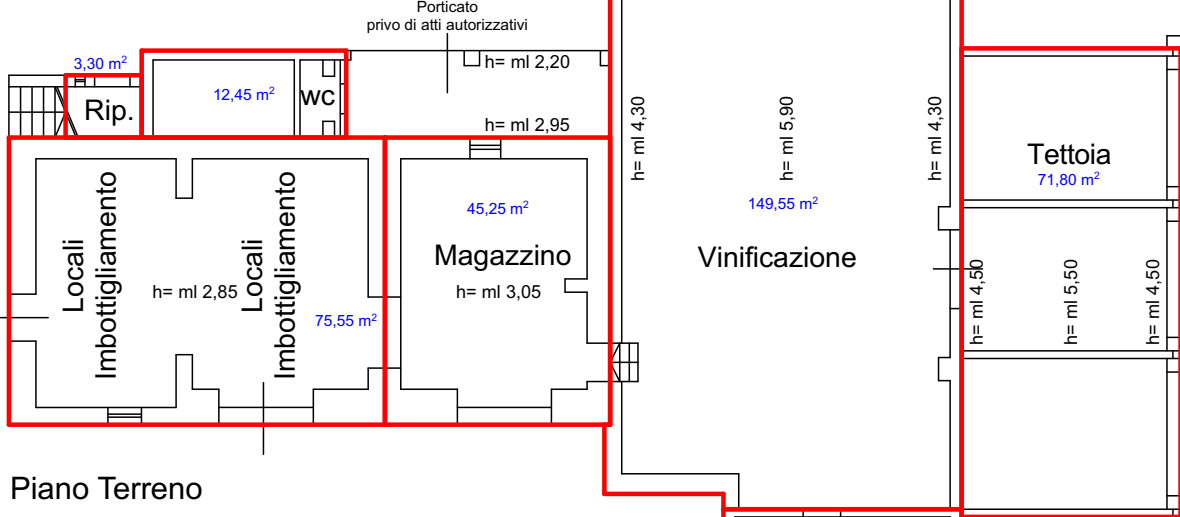 Porticato
privo di atti autorizzativi
3,30 m²
Rip.
12,45 m²
wc
h= ml 2,20
h= ml 2,95
h= ml 4,30
h= ml 5,90
h= ml 4,30
149,55 m²
Vinificazione
Tettoia
71,80 m²
h= ml 4,50
h= ml 5,50
h= ml 4,50
Locali
Imbottigliamento
h= ml 2,85
Locali
Imbottigliamento
75,55 m²
45,25 m²
Magazzino
h= ml 3,05
Piano Terreno